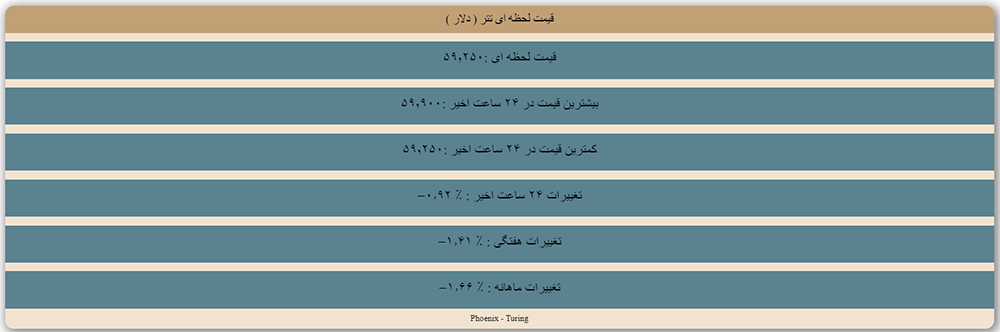 قیمت لحظه ای تتر ( دلار )
قیمت لحظه ای :۵۹,۲۵۰
بیشترین قیمت در ۲۴ ساعت اخیر :۵۹,۹۰۰
کمترین قیمت در ۲۴ ساعت اخیر :۵۹,۲۵۰
تغییرات ۲۴ ساعت اخیر : ٪ ۰,۹۲-
تغییرات هفتگی : ٪ ۱,۴۱-
تغییرات ماهانه : ٪ ۱,۶۶-
Phoenix - Turing